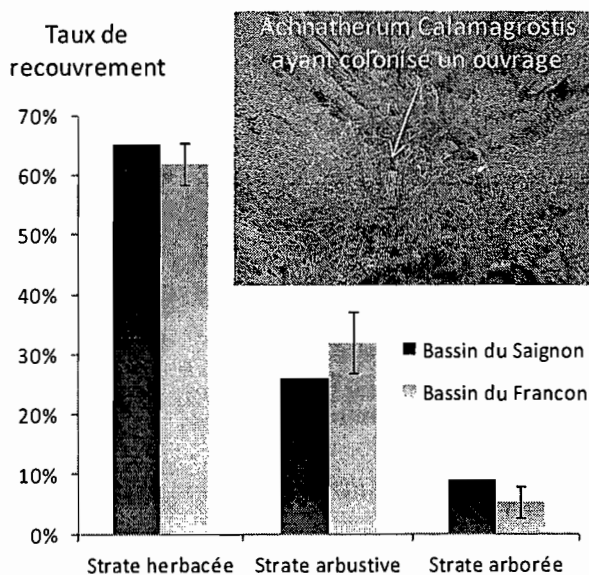 Taux de
recouvrement
Achnatherum Calamagrostis
ayant colonisé un ouvrage
70%
60%
50%
40%
30%
20%
10%
0%
Bassin du Saignon
Bassin du Francon
Strate herbacée
Strate arbustive
Strate arborée